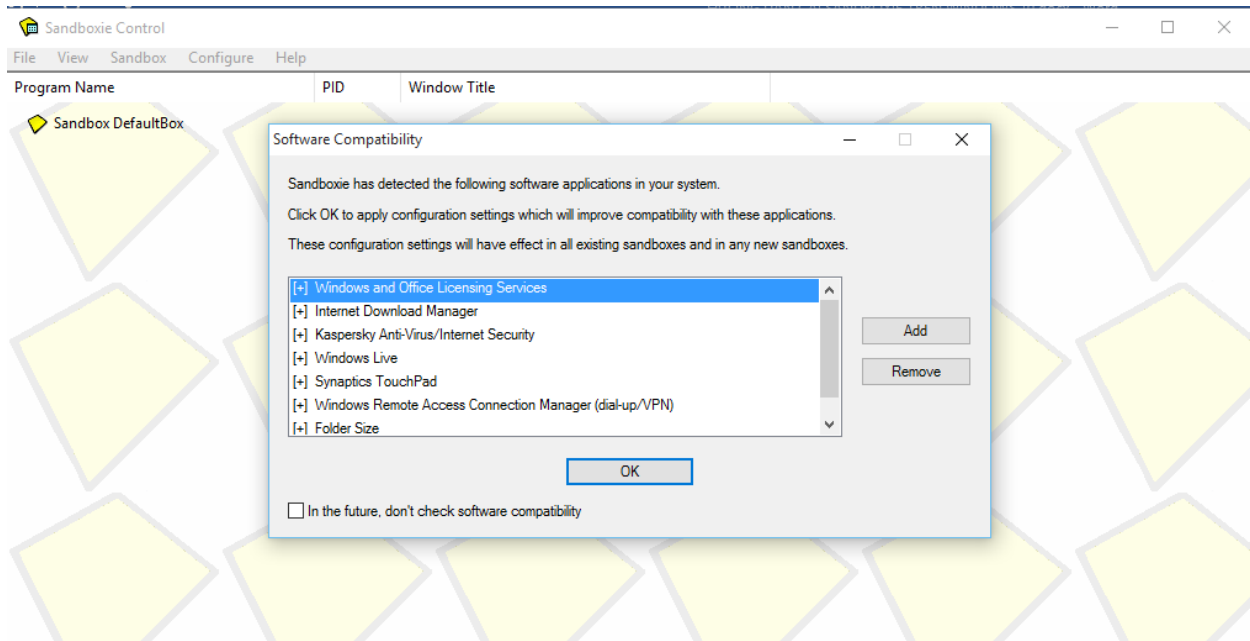 Sandboxie Control
File View Sandbox Configure Help
Program Name PID Window Title
Sandbox DefaultBox
Software Compatibility
Sandboxie has detected the following software applications in your system.
Click OK to apply configuration settings which will improve compatibility with these applications.
These configuration settings will have effect in all existing sandboxes and in any new sandboxes.
[+] Windows and Office Licensing Services
[+] Internet Download Manager
[+] Kaspersky Anti-Virus/Internet Security
[+] Windows Live
[+] Synaptics TouchPad
[+] Windows Remote Access Connection Manager (dial-up/VPN)
[+] Folder Size
Add
Remove
OK
In the future, don't check software compatibility